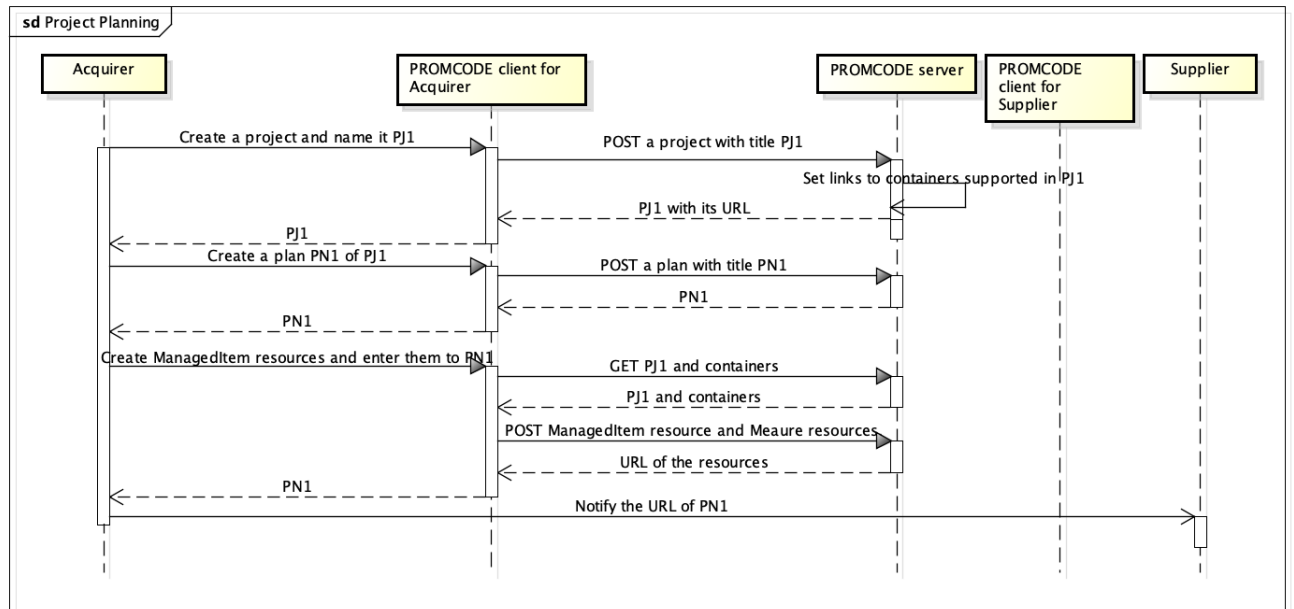 sd Project Planning
Acquirer
PROMCODE client for
Acquirer
PROMCODE server
PROMCODE
client for
Supplier
Supplier
Create a project and name it PJ1
POST a project with title PJ1
Set links to containers supported in PJ1
PJ1 with its URL
PJ1
Create a plan PN1 of PJ1
POST a plan with title PN1
PN1
PN1
Create ManagedItem resources and enter them to PN1
GET PJ1 and containers
PJ1 and containers
POST ManagedItem resource and Meaure resources
URL of the resources
PN1
Notify the URL of PN1